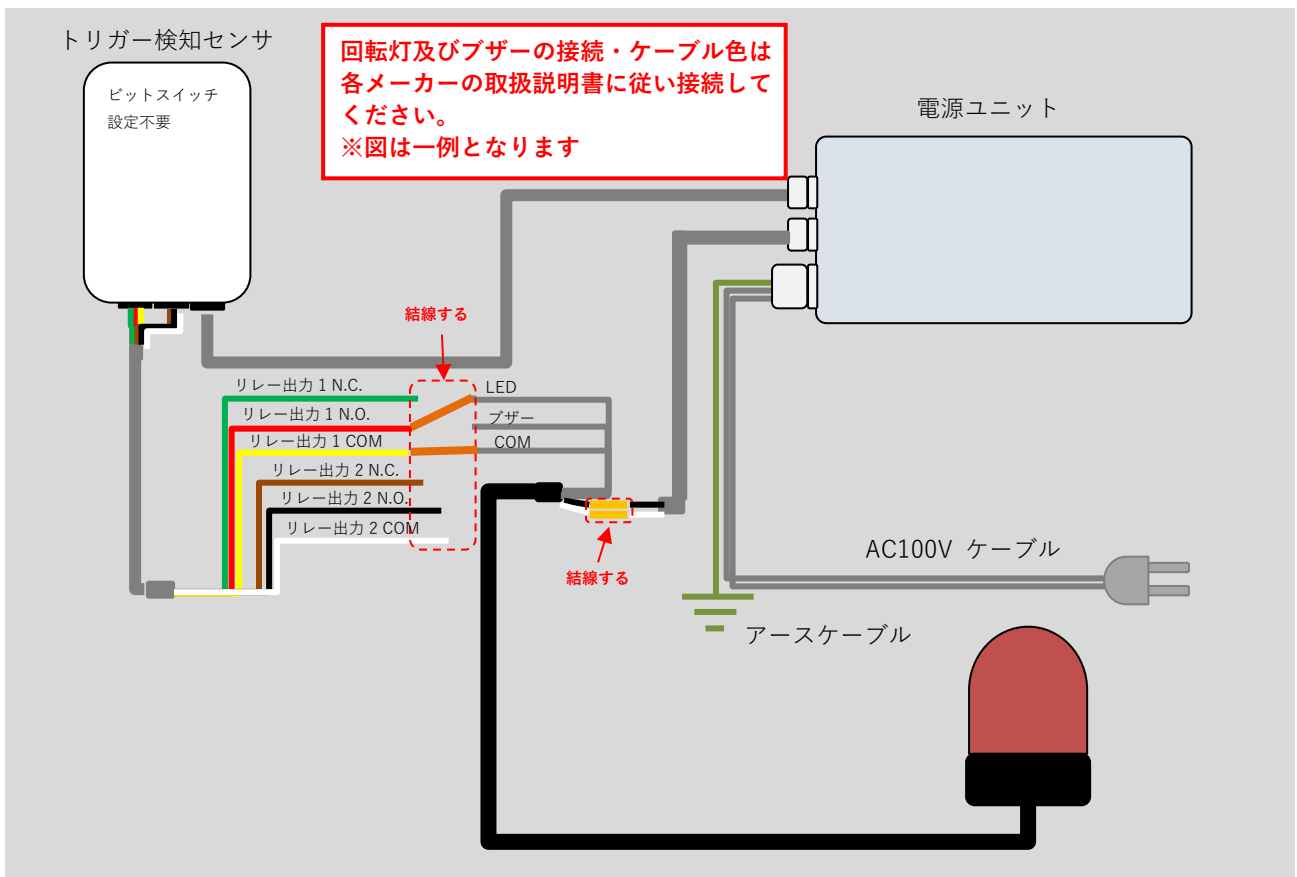 トリガー検知センサ
ビットスイッチ
設定不要
回転灯及びブザーの接続・ケーブル色は
各メーカーの取扱説明書に従い接続して
ください。
※図は一例となります
電源ユニット
結線する
リレー出力 1 N.C.
LED
リレー出力 1 N.O.
ブザー
リレー出力 1 COM
COM
リレー出力 2 N.C.
リレー出力 2 N.O.
リレー出力 2 COM
結線する
AC100V ケーブル
アースケーブル